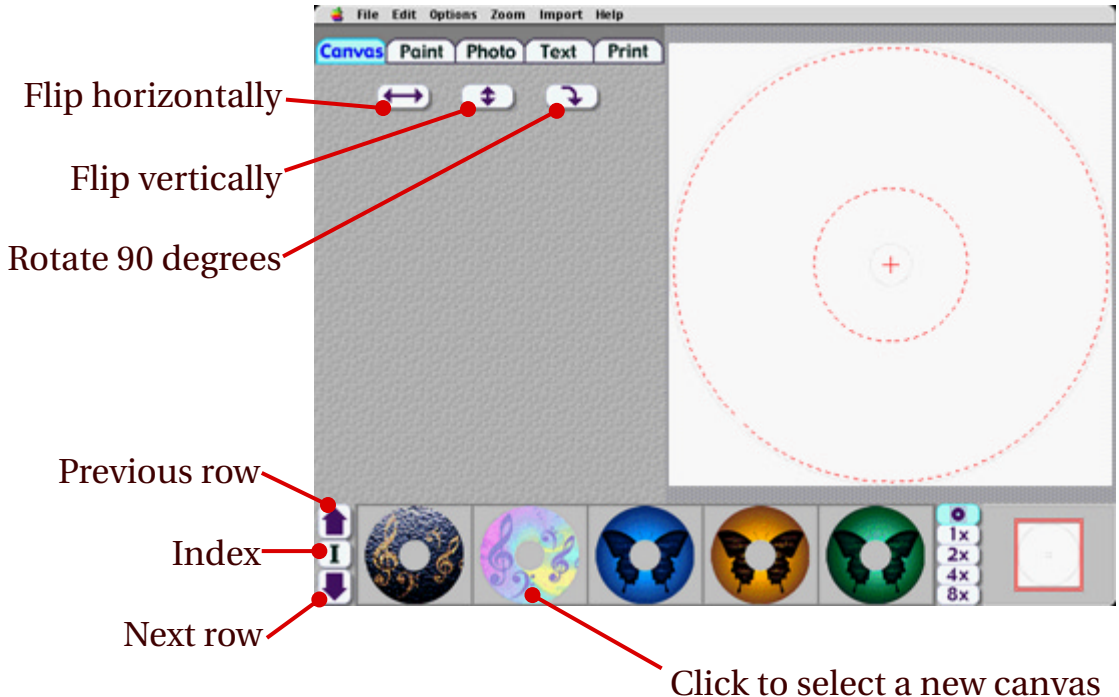 File Edit Options Zoom Import Help
Canvas Paint Photo Text Print
Flip horizontally
Flip vertically
Rotate 90 degrees
Previous row
Index
I
Next row
1x
2x
4x
8x
Click to select a new canvas